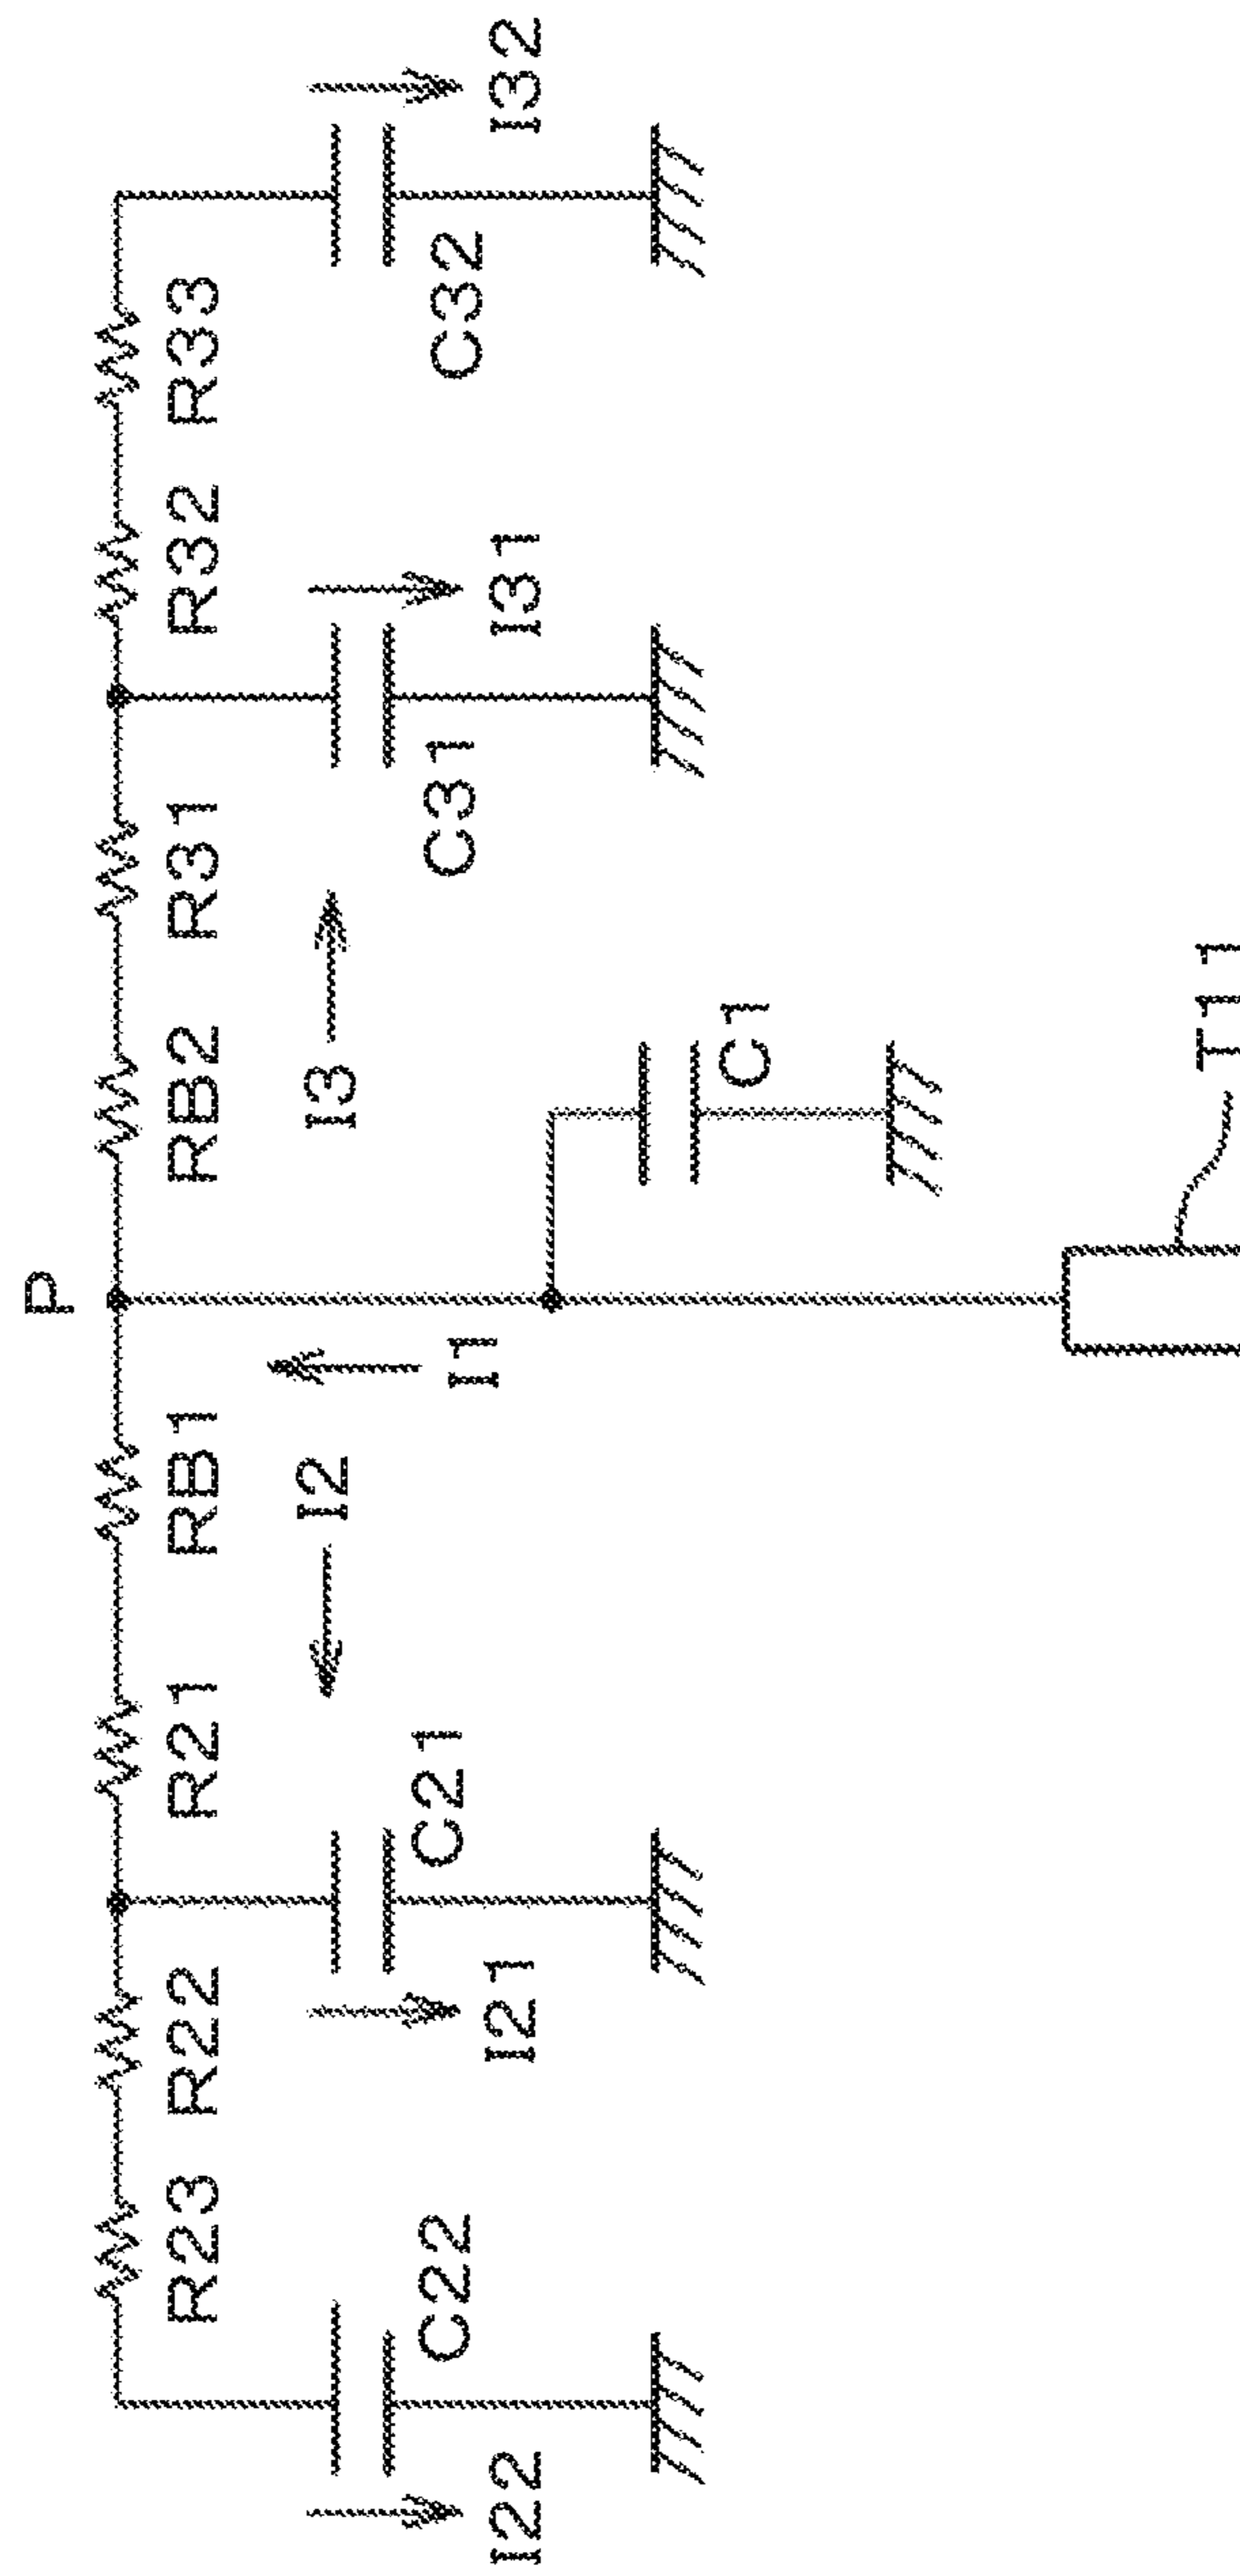 P
R23
R22
R21
RB1
RB2
R31
R32
R33
I2
I3
C22
C21
I1
C31
C32
I22
I21
I31
I32
C1
T11